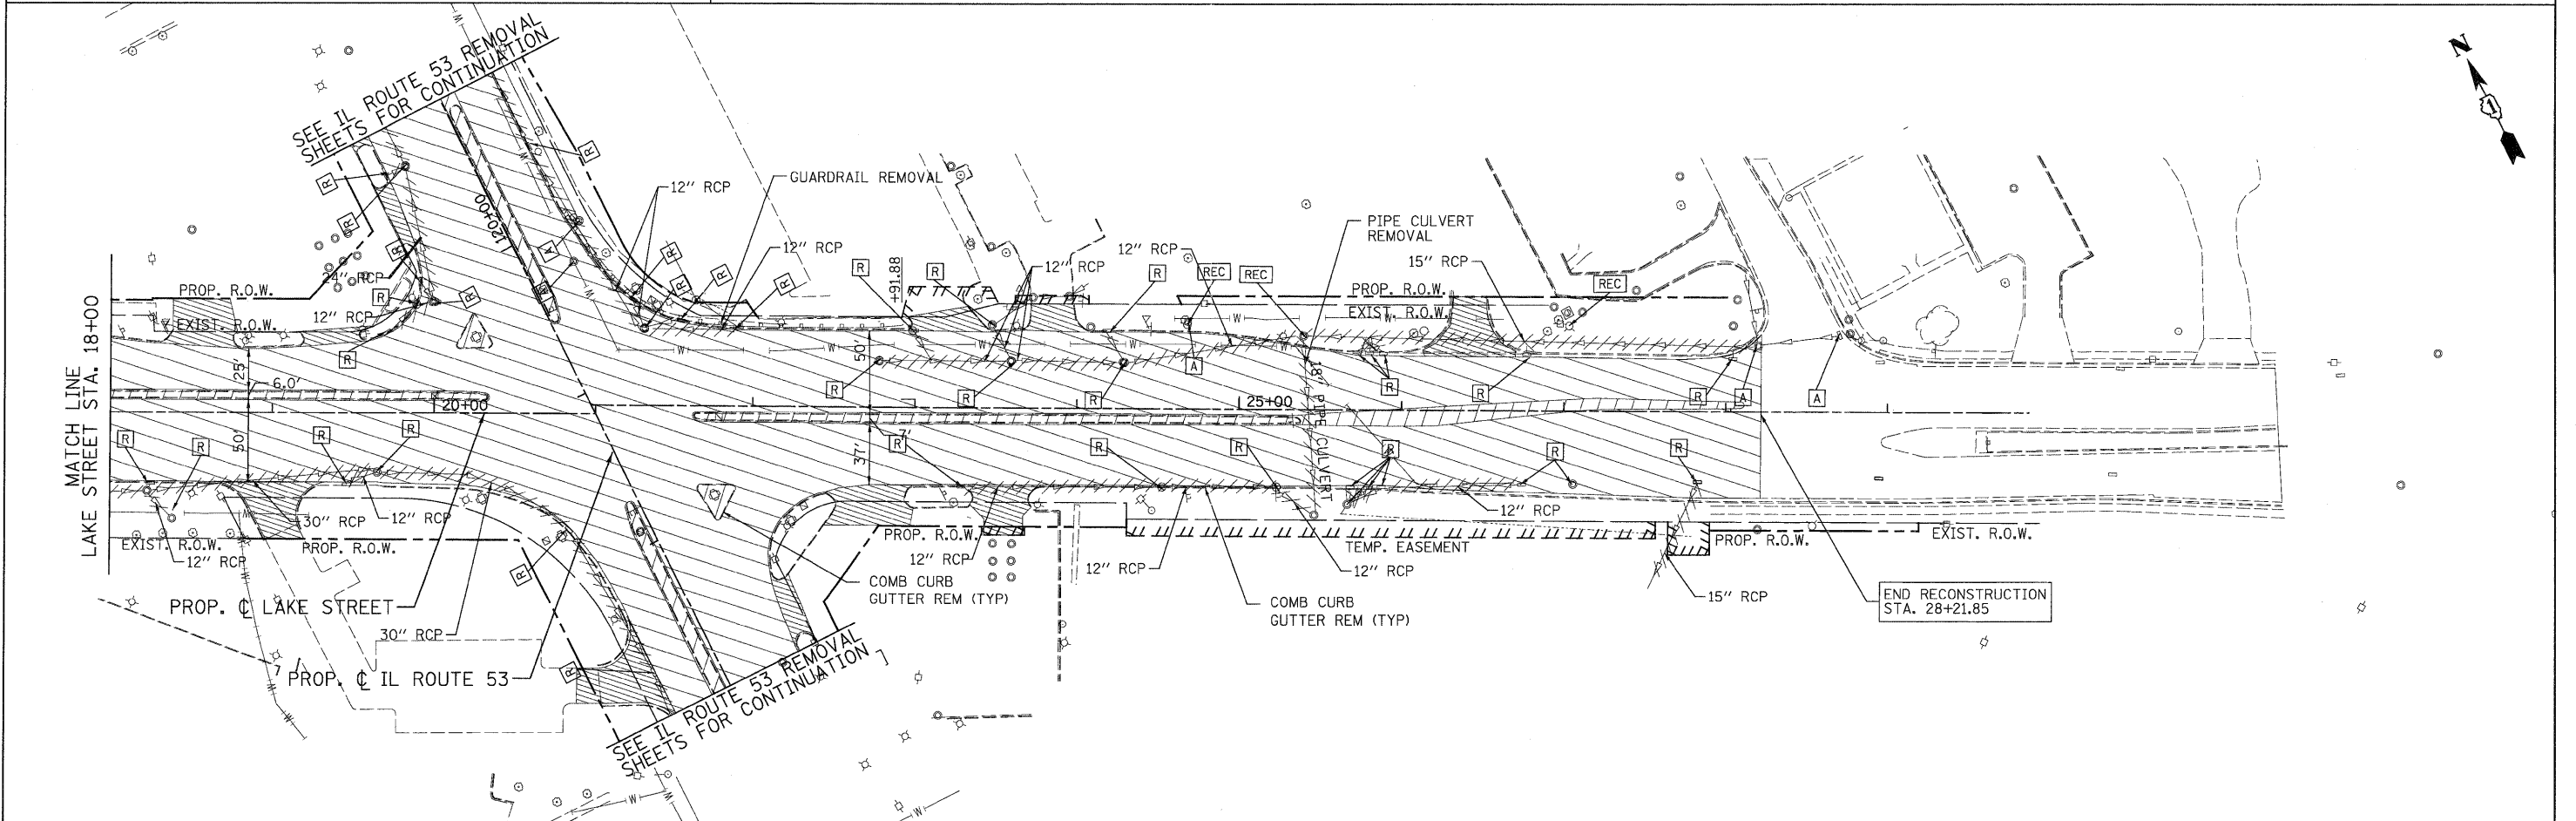 SEE IL ROUTE 53 REMOVAL
SHEETS FOR CONTINUATION
N
1
R
R
R
R
R
R
R
R
R
R
R
A
120+00
12" RCP
GUARDRAIL REMOVAL
12" RCP
+91.88
R
R
12" RCP
12" RCP
R
REC
REC
PIPE CULVERT
REMOVAL
15" RCP
REC
PROP. R.O.W.
24" RCP
12" RCP
EXIST. R.O.W.
PROP. R.O.W.
EXIST. R.O.W.
MATCH LINE
LAKE STREET STA. 18+00
25'
6.0'
50'
20+00
50'
37'
7'
25+00
18" PIPE CULVERT
R
R
R
R
A
R
R
R
A
A
R
R
R
R
R
R
R
R
R
R
30" RCP
12" RCP
EXIST. R.O.W.
PROP. R.O.W.
12" RCP
R
PROP. ℄ LAKE STREET
30" RCP
PROP. ℄ IL ROUTE 53
R
SEE IL ROUTE 53 REMOVAL
SHEETS FOR CONTINUATION
COMB CURB
GUTTER REM (TYP)
PROP. R.O.W.
12" RCP
12" RCP
COMB CURB
GUTTER REM (TYP)
12" RCP
TEMP. EASEMENT
12" RCP
15" RCP
PROP. R.O.W.
EXIST. R.O.W.
END RECONSTRUCTION
STA. 28+21.85